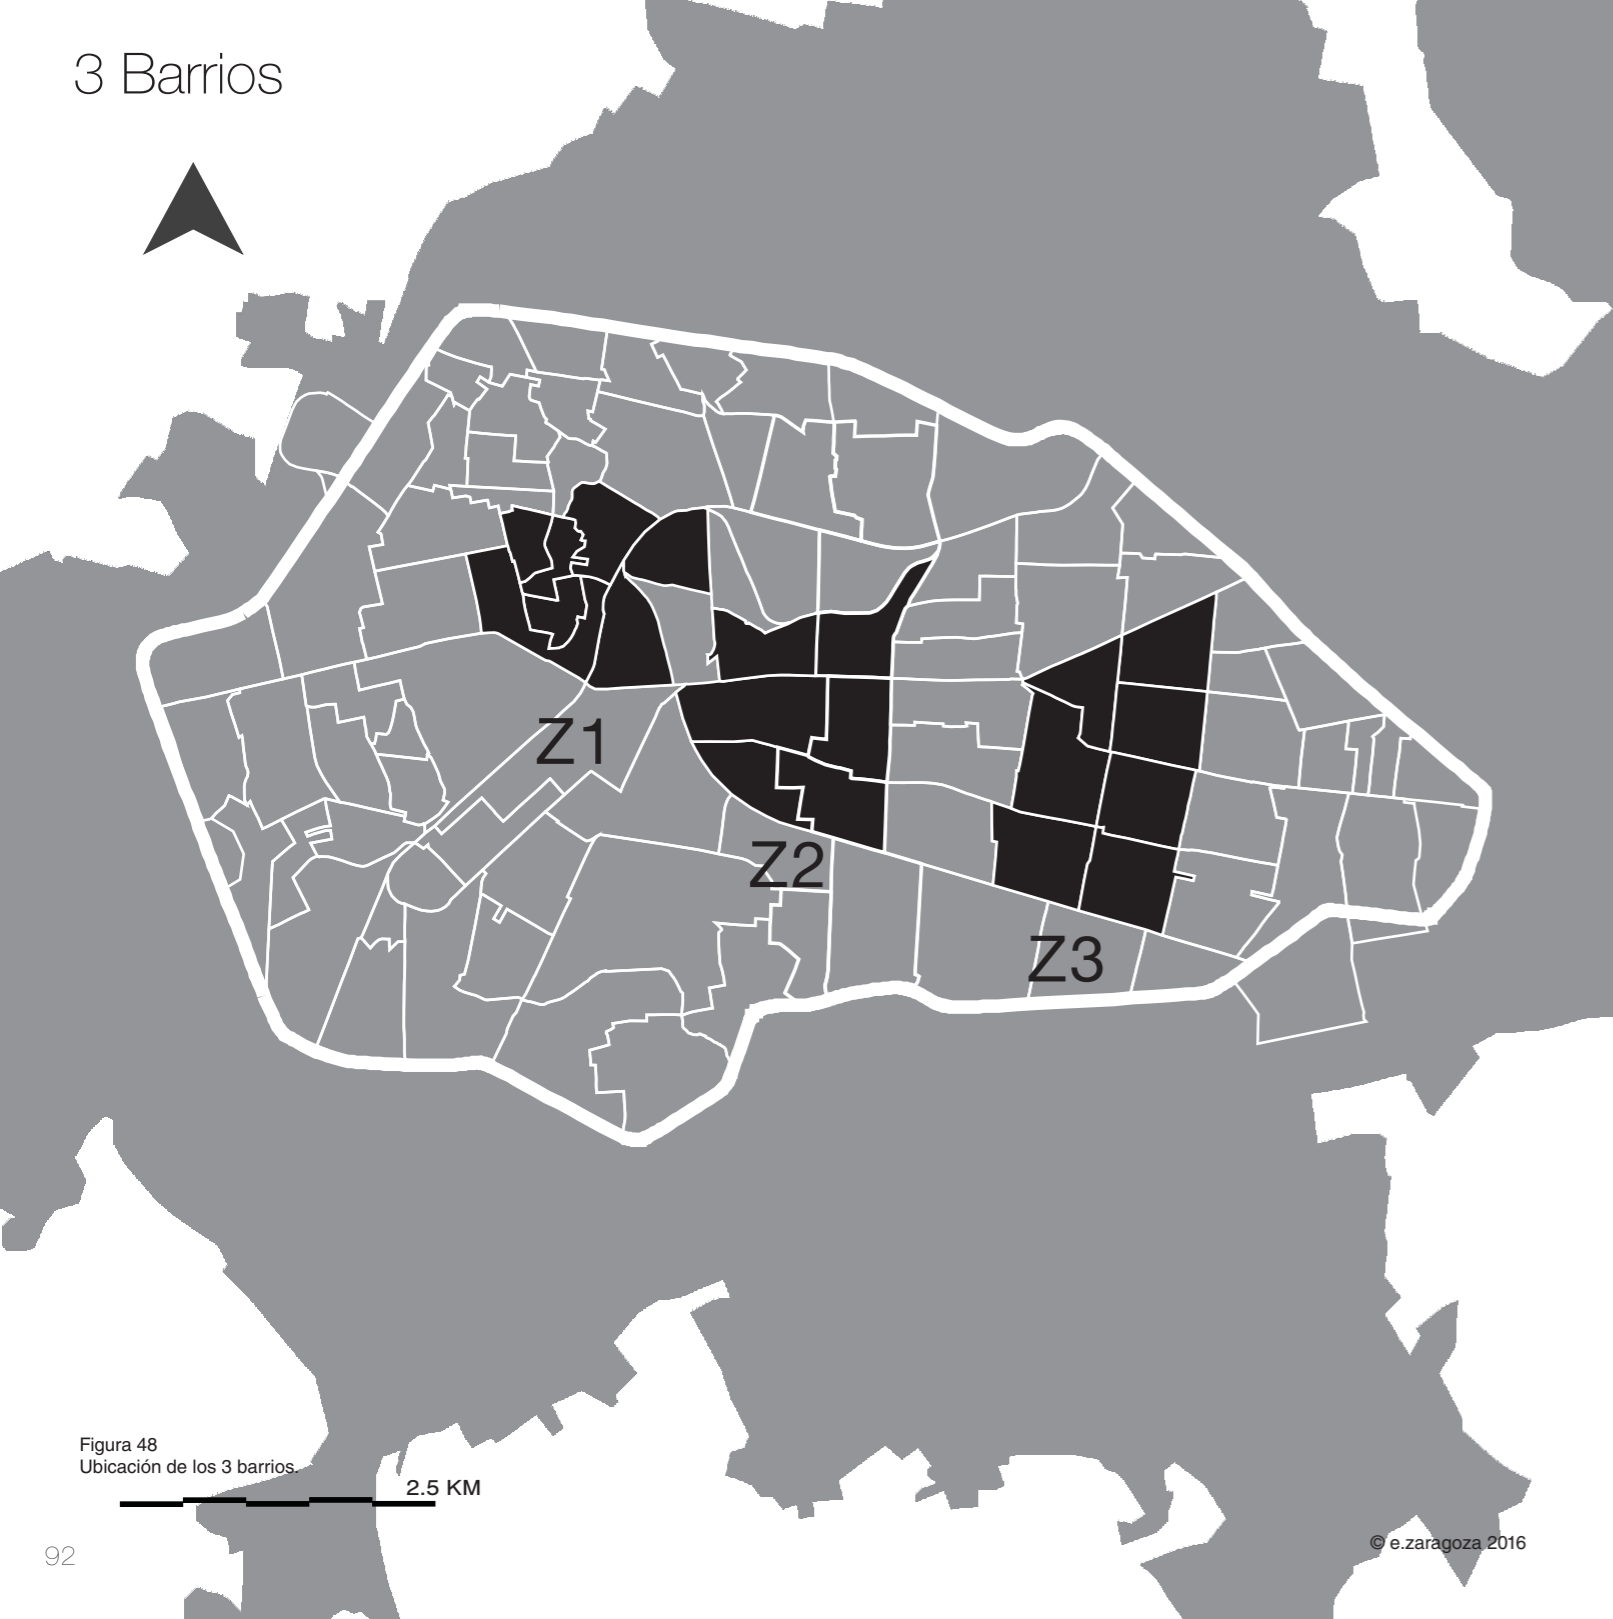 3 Barrios
Z1
Z2
Z3
Figura 48
Ubicación de los 3 barrios.
2.5 KM
92
© e.zaragoza 2016